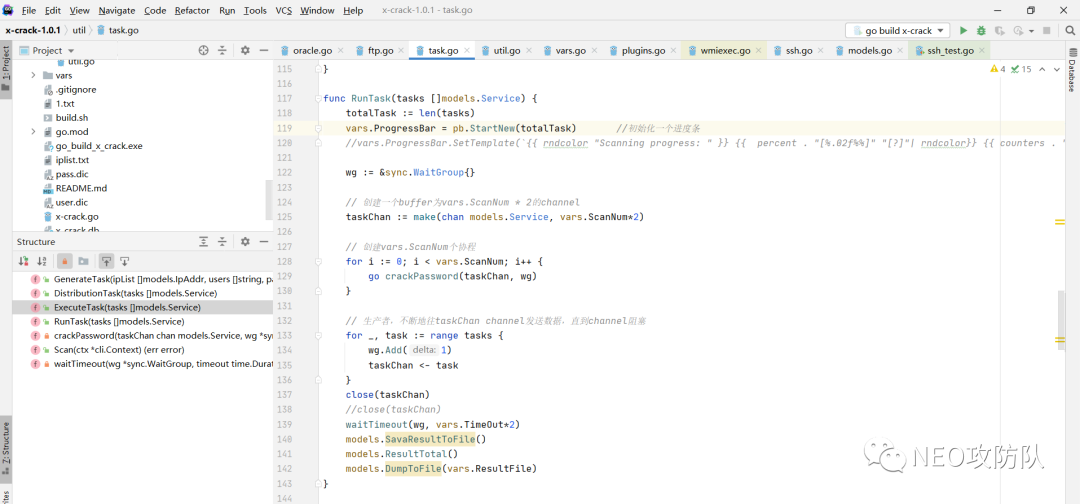 File Edit View Navigate Code Refactor Run Tools VCS Window Help x-crack-1.0.1 - task.go
x-crack-1.0.1 util task.go go build x-crack
Project oracle.go ftp.go task.go util.go vars.go plugins.go wmiexec.go ssh.go models.go ssh_test.go
1: Project
Database
util.go
vars
.gitignore
1.txt
build.sh
go.mod
go_build_x_crack.exe
iplist.txt
pass.dic
README.md
user.dic
x-crack.go
x_crack.db
Structure
GenerateTask(ipList []models.IpAddr, users []string, pa
DistributionTask(tasks []models.Service)
ExecuteTask(tasks []models.Service)
RunTask(tasks []models.Service)
crackPassword(taskChan chan models.Service, wg *syn
Scan(ctx *cli.Context) (err error)
waitTimeout(wg *sync.WaitGroup, timeout time.Durat
Z: Structure
4 15
115 }
116
117 func RunTask(tasks []models.Service) {
118 totalTask := len(tasks)
119 vars.ProgressBar = pb.StartNew(totalTask) //初始化一个进度条
120 //vars.ProgressBar.SetTemplate(`{{ rndcolor "Scanning progress: " }} {{ percent . "[%.02f%%]" "[?]"| rndcolor}} {{ counters . "
122 wg := &sync.WaitGroup{}
123
124 // 创建一个buffer为vars.ScanNum * 2的channel
125 taskChan := make(chan models.Service, vars.ScanNum*2)
126
127 // 创建vars.ScanNum个协程
128 for i := 0; i < vars.ScanNum; i++ {
129 go crackPassword(taskChan, wg)
130 }
131
132 // 生产者，不断地往taskChan channel发送数据，直到channel阻塞
133 for _, task := range tasks {
134 wg.Add( delta: 1)
135 taskChan <- task
136 }
137 close(taskChan)
138 //close(taskChan)
139 waitTimeout(wg, vars.TimeOut*2)
140 models.SavaResultToFile()
141 models.ResultTotal()
142 models.DumpToFile(vars.ResultFile)
143 }
144
NEO攻防队